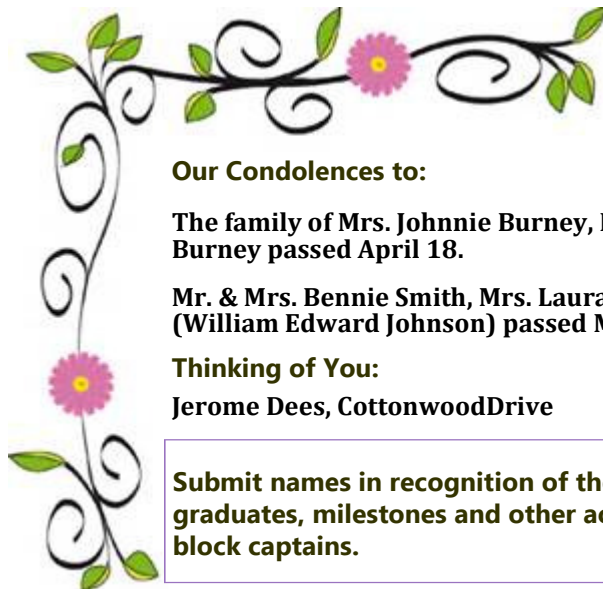 Our Condolences to:
The family of Mrs. Johnnie Burney,
Burney passed April 18.
Mr. & Mrs. Bennie Smith, Mrs. Laura
(William Edward Johnson) passed
Thinking of You:
Jerome Dees, CottonwoodDrive
Submit names in recognition of
graduates, milestones and other
block captains.